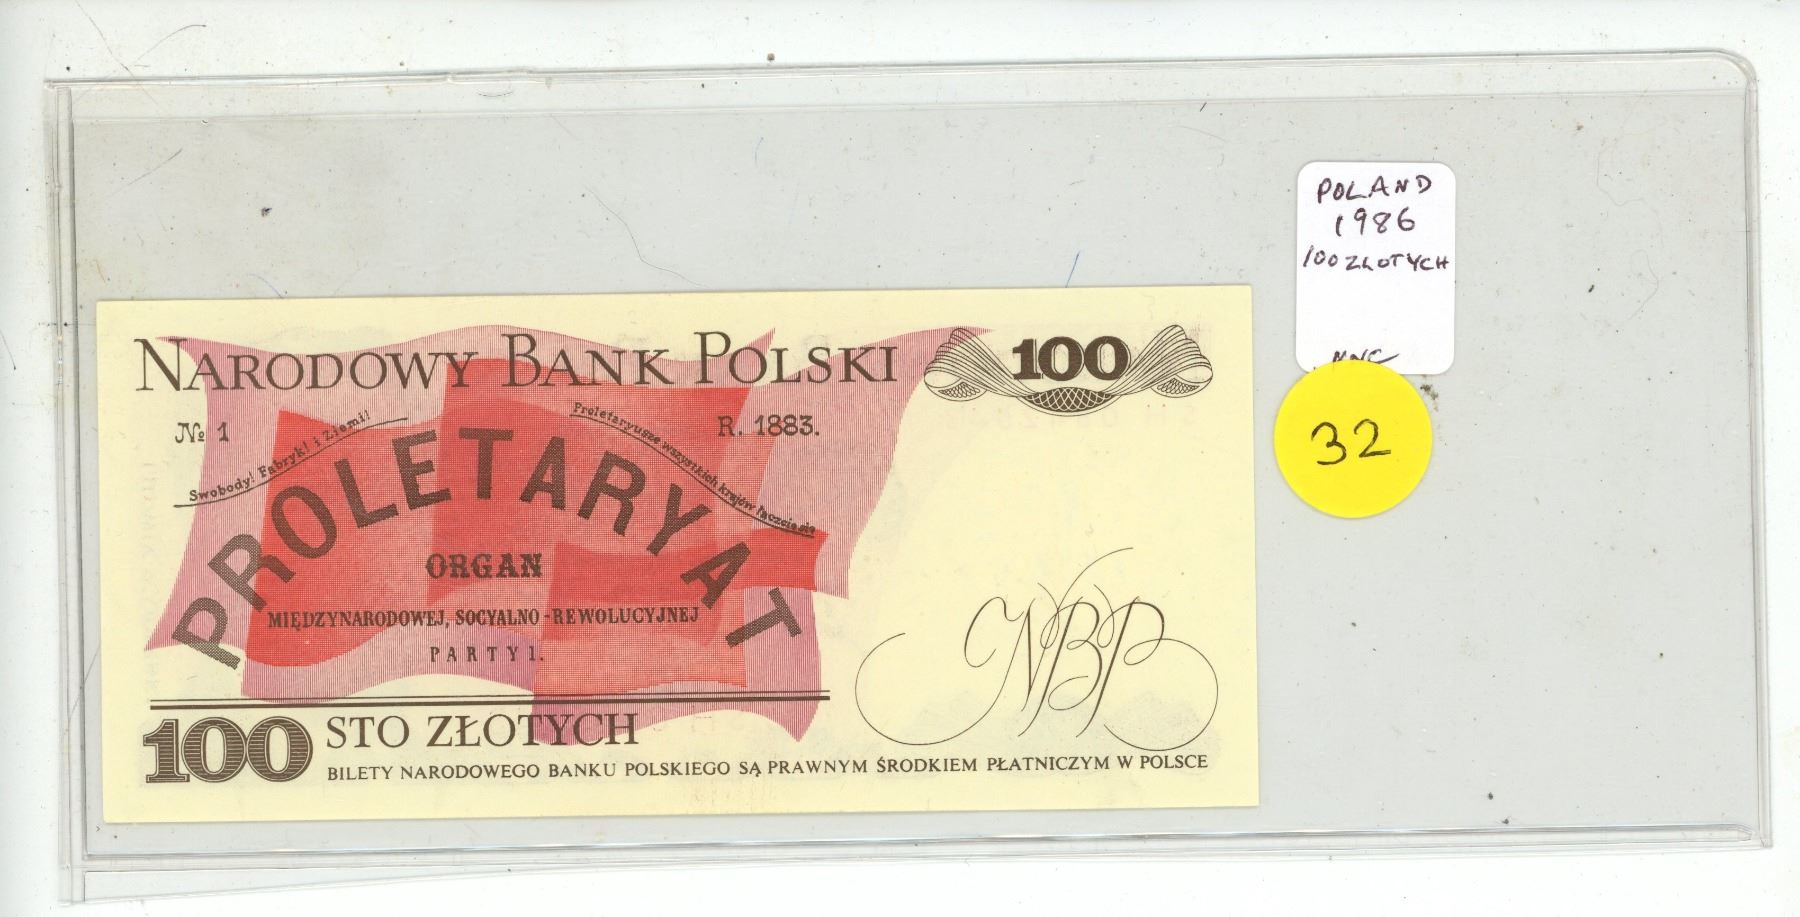 NARODOWY BANK POLSKI
100
№ 1
R. 1883.
Swobody! Fabryk! i Ziemi!
Proletaryusze wszystkich krajów łączcie się
PROLETARYAT
ORGAN
MIĘDZYNARODOWEJ, SOCYALNO-REWOLUCYJNEJ
PARTYI.
100
STO ZŁOTYCH
BILETY NARODOWEGO BANKU POLSKIEGO SĄ PRAWNYM ŚRODKIEM PŁATNICZYM W POLSCE
NBP
POLAND
1986
100 ZLOTYCH
32